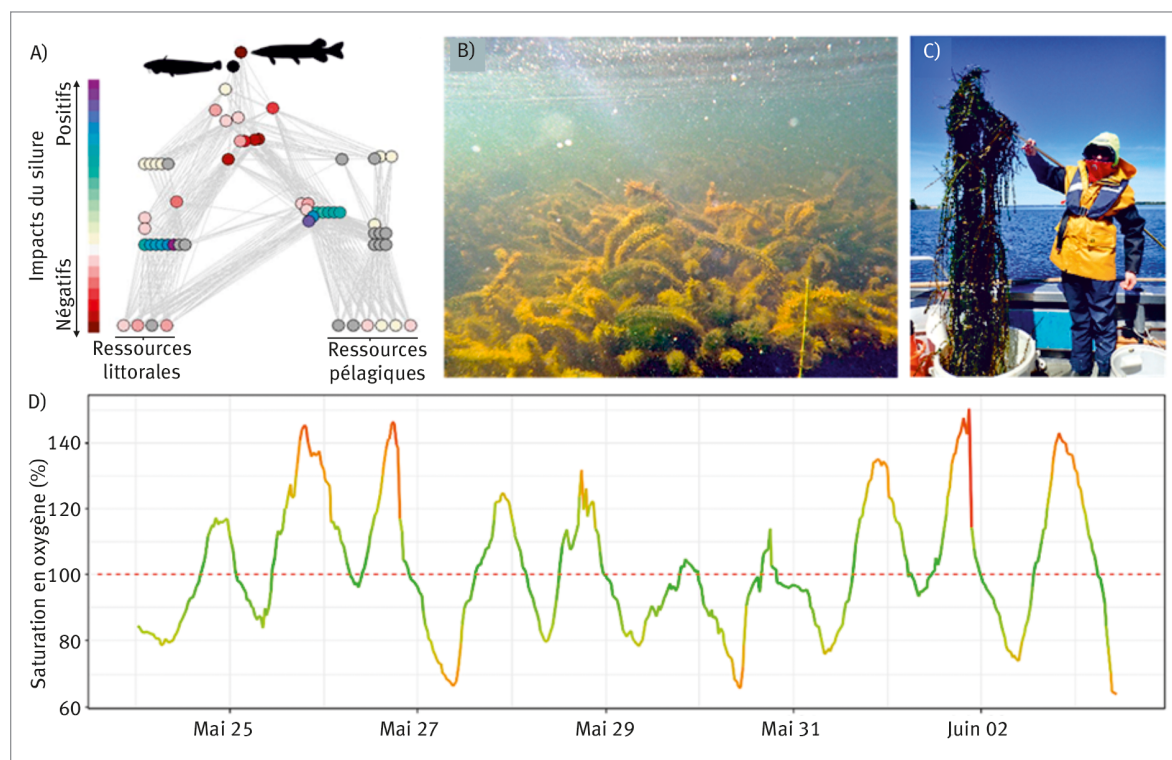 A)
B)
C)
Impacts du silure
Positifs
Négatifs
Ressources
littorales
Ressources
pélagiques
D)
Saturation en oxygène (%)
140
120
100
80
60
Mai 25
Mai 27
Mai 29
Mai 31
Juin 02